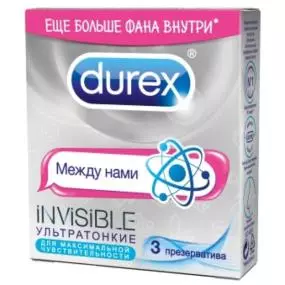 ЕЩЕ БОЛЬШЕ ФАНА ВНУТРИ*
durex
Между нами
iNViSiBLE
УЛЬТРАТОНКИЕ
ДЛЯ МАКСИМАЛЬНОЙ
ЧУВСТВИТЕЛЬНОСТИ
3 презерватива